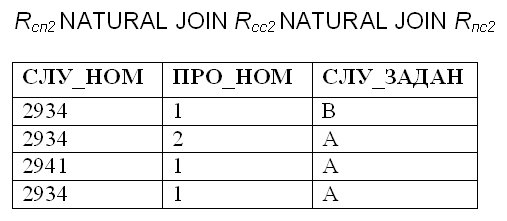 Rсп2 NATURAL JOIN Rсс2 NATURAL JOIN Rпс2
СЛУ_НОМ ПРО_НОМ СЛУ_ЗАДАН
2934 1 B
2934 2 A
2941 1 A
2934 1 A